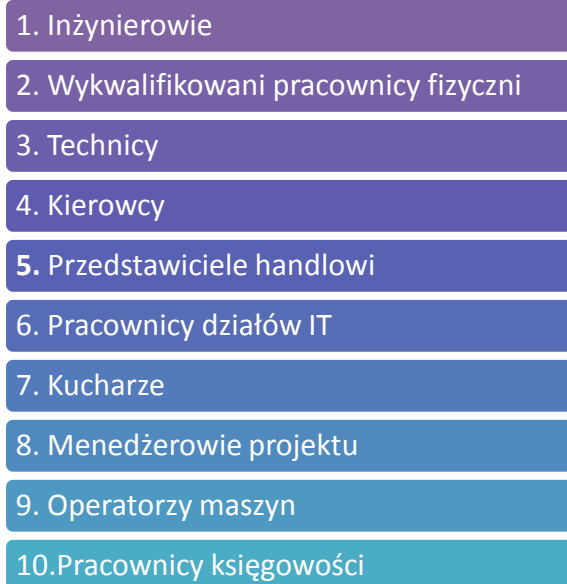 1. Inżynierowie
2. Wykwalifikowani pracownicy fizyczni
3. Technicy
4. Kierowcy
5. Przedstawiciele handlowi
6. Pracownicy działów IT
7. Kucharze
8. Menedżerowie projektu
9. Operatorzy maszyn
10.Pracownicy księgowości